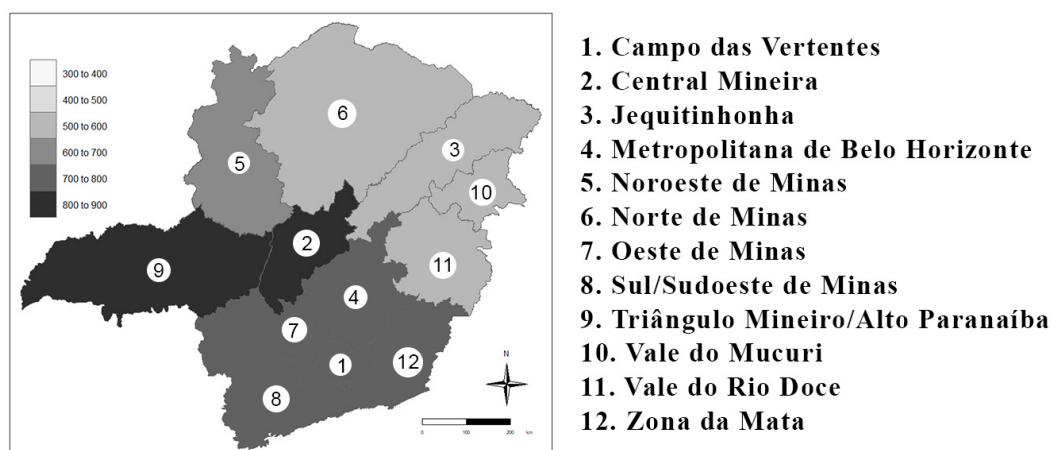 300 to 400
400 to 500
500 to 600
600 to 700
700 to 800
800 to 900
6
3
5
10
2
9
11
4
7
1
12
8
N
0
100
200
km
1. Campo das Vertentes
2. Central Mineira
3. Jequitinhonha
4. Metropolitana de Belo Horizonte
5. Noroeste de Minas
6. Norte de Minas
7. Oeste de Minas
8. Sul/Sudoeste de Minas
9. Triângulo Mineiro/Alto Paranaíba
10. Vale do Mucuri
11. Vale do Rio Doce
12. Zona da Mata